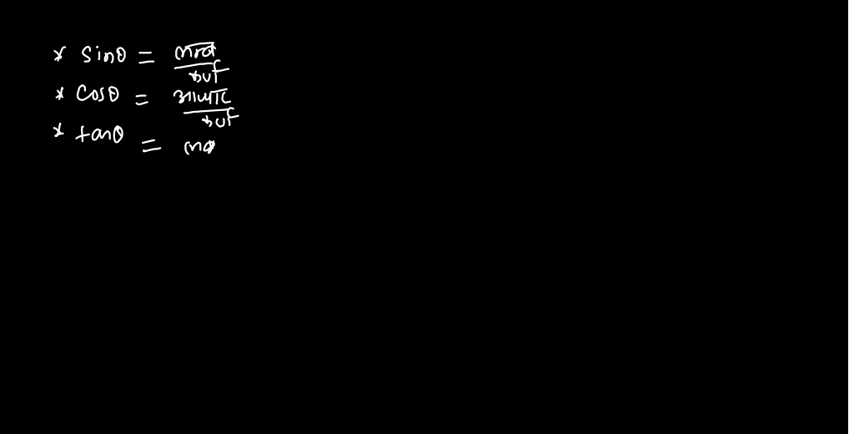 * sinθ = लम्ब
कर्ण
* cosθ = आधार
कर्ण
* tanθ =